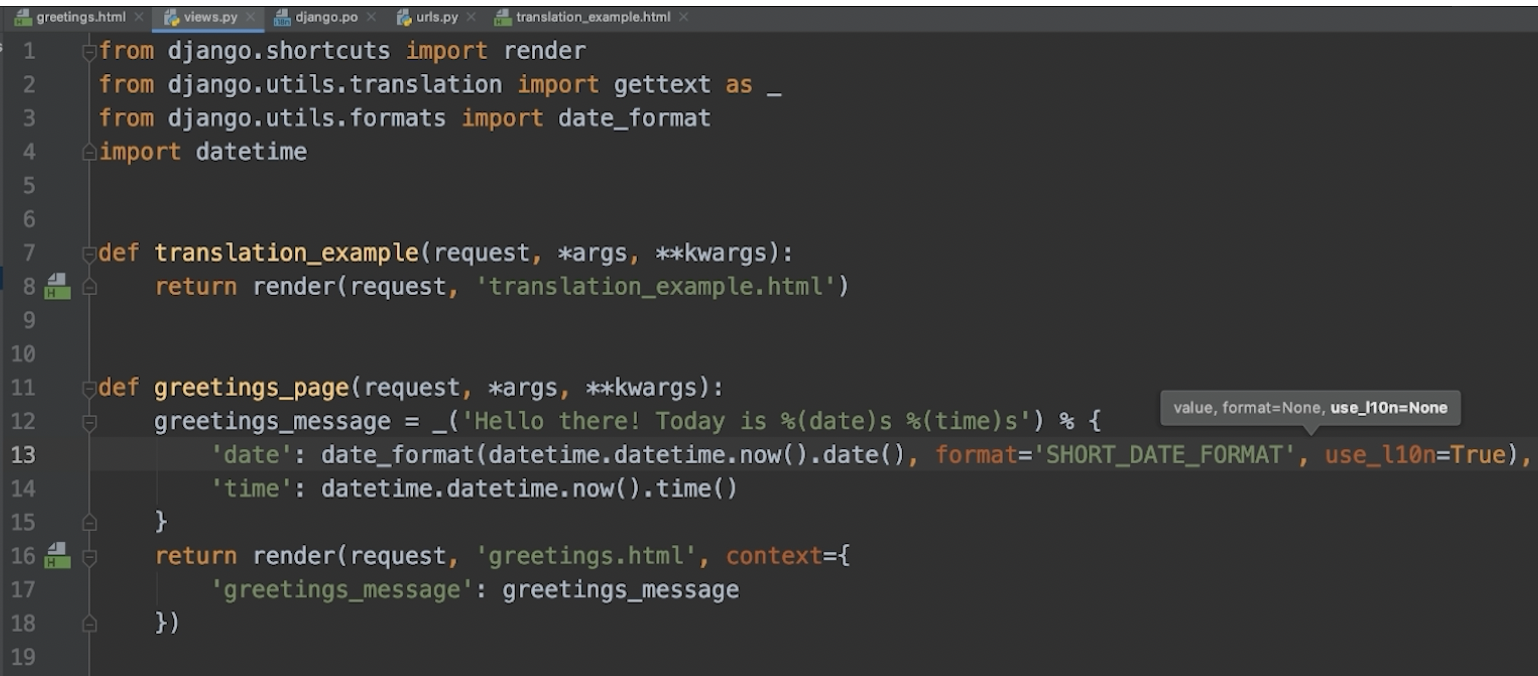 greetings.html × views.py × django.po × urls.py × translation_example.html ×
1 from django.shortcuts import render
2 from django.utils.translation import gettext as _
3 from django.utils.formats import date_format
4 import datetime
5
6
7 def translation_example(request, *args, **kwargs):
8 return render(request, 'translation_example.html')
9
10
11 def greetings_page(request, *args, **kwargs):
value, format=None, use_l10n=None
12 greetings_message = _('Hello there! Today is %(date)s %(time)s') % {
13 'date': date_format(datetime.datetime.now().date(), format='SHORT_DATE_FORMAT', use_l10n=True),
14 'time': datetime.datetime.now().time()
15 }
16 return render(request, 'greetings.html', context={
17 'greetings_message': greetings_message
18 })
19